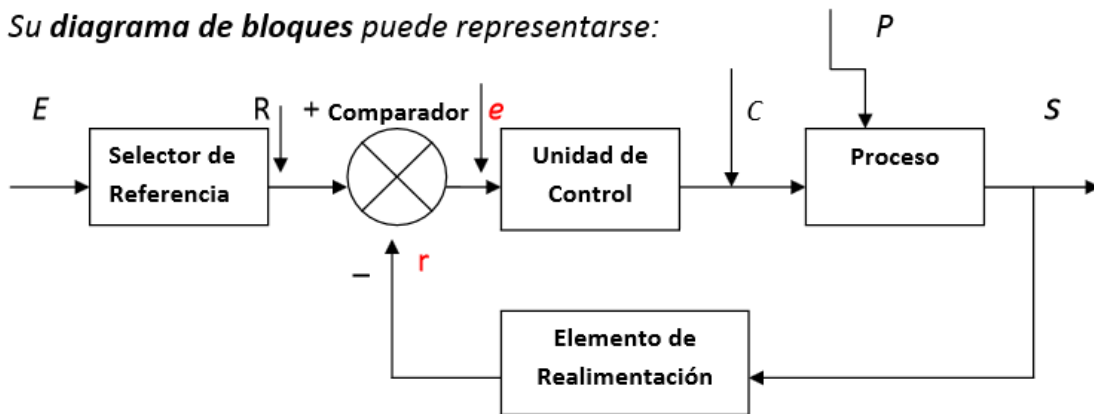 Su diagrama de bloques puede representarse:
P
E
R
+
Comparador
e
C
S
Selector de
Referencia
Unidad de
Control
Proceso
–
r
Elemento de
Realimentación